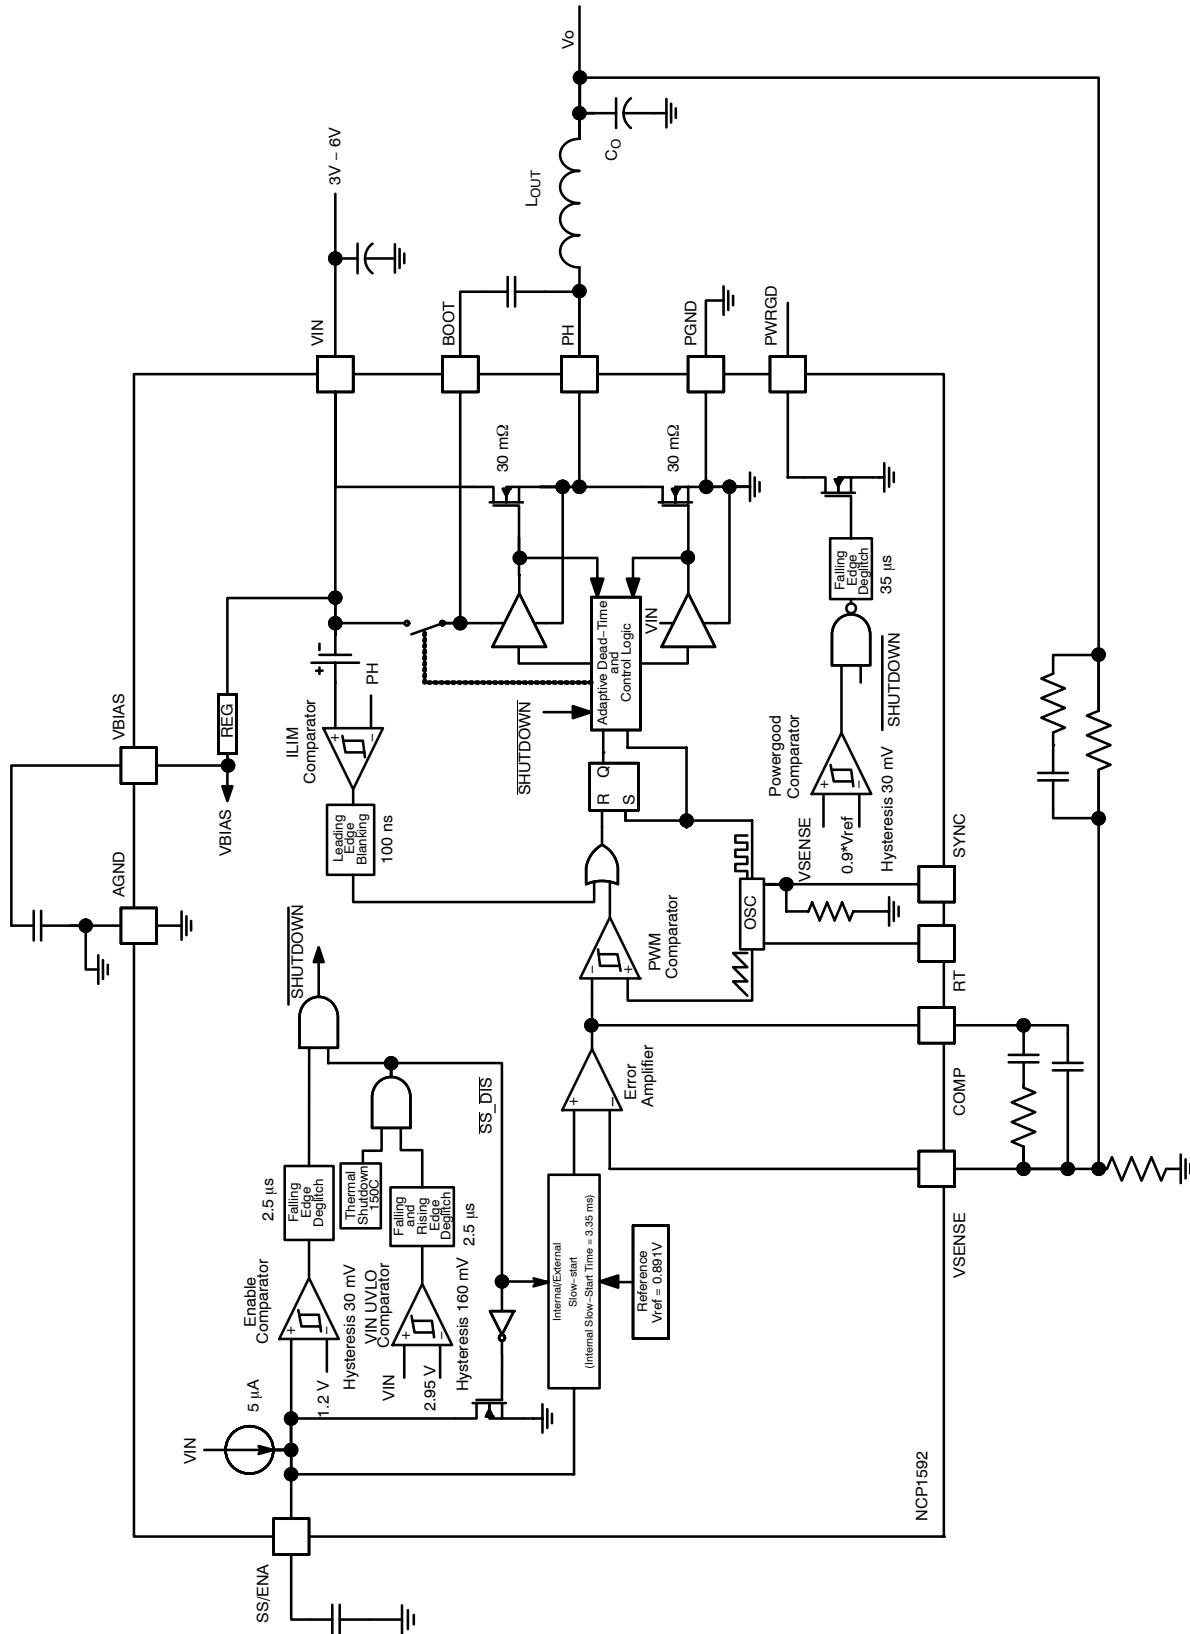 VIN
3V – 6V
BOOT
PH
LOUT
CO
Vo
PGND
PWRGD
30 mΩ
30 mΩ
VBIAS
AGND
REG
VBIAS
+
–
PH
ILIM
Comparator
+
–
Leading
Edge
Blanking
100 ns
SHUTDOWN
Adaptive Dead–Time
and
Control Logic
VIN
R
Q
S
Falling
Edge
Deglitch
35 µs
SHUTDOWN
Powergood
Comparator
+
–
VSENSE
0.9*Vref
Hysteresis 30 mV
SYNC
RT
OSC
PWM
Comparator
–
+
SHUTDOWN
SS_DIS
Error
Amplifier
+
–
COMP
VSENSE
2.5 µs
Falling
Edge
Deglitch
Thermal
Shutdown
150C
Falling
and
Rising
Edge
Deglitch
2.5 µs
Enable
Comparator
+
–
1.2 V
Hysteresis 30 mV
VIN UVLO
Comparator
+
–
VIN
2.95 V
Hysteresis 160 mV
Internal/External
Slow–start
(Internal Slow–Start Time = 3.35 ms)
Reference
Vref = 0.891V
5 µA
VIN
SS/ENA
NCP1592